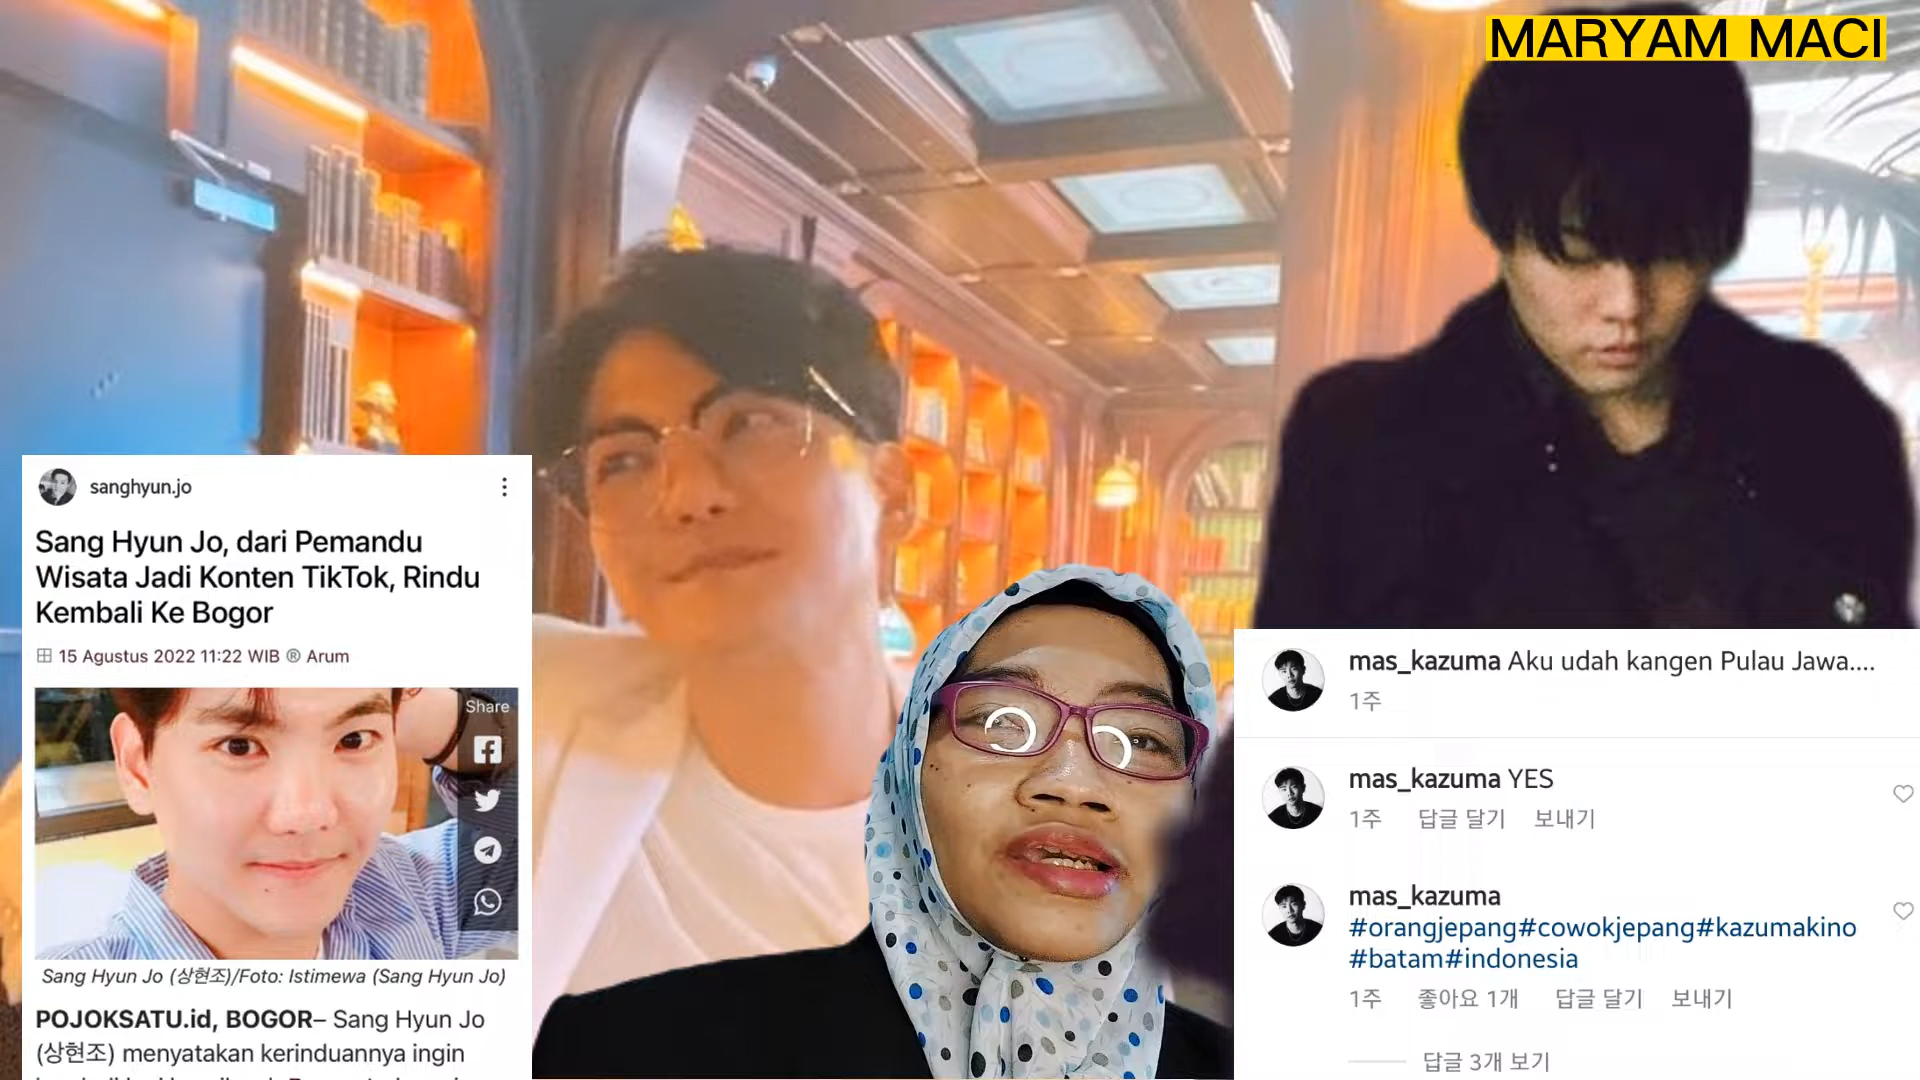 MARYAM MACI
sanghyun.jo
Sang Hyun Jo, dari Pemandu
Wisata Jadi Konten TikTok, Rindu
Kembali Ke Bogor
15 Agustus 2022 11:22 WIB ® Arum
Share
Sang Hyun Jo (상현조)/Foto: Istimewa (Sang Hyun Jo)
POJOKSATU.id, BOGOR– Sang Hyun Jo
(상현조) menyatakan kerinduannya ingin
mas_kazuma Aku udah kangen Pulau Jawa....
1주
mas_kazuma YES
1주 답글 달기 보내기
mas_kazuma
#orangjepang#cowokjepang#kazumakino
#batam#indonesia
1주 좋아요 1개 답글 달기 보내기
답글 3개 보기